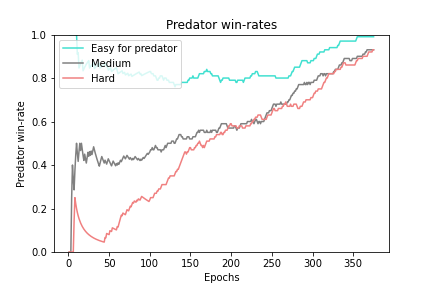 Predator win-rates
Easy for predator
Medium
Hard
Predator win-rate
1.0
0.8
0.6
0.4
0.2
0.0
0 50 100 150 200 250 300 350
Epochs